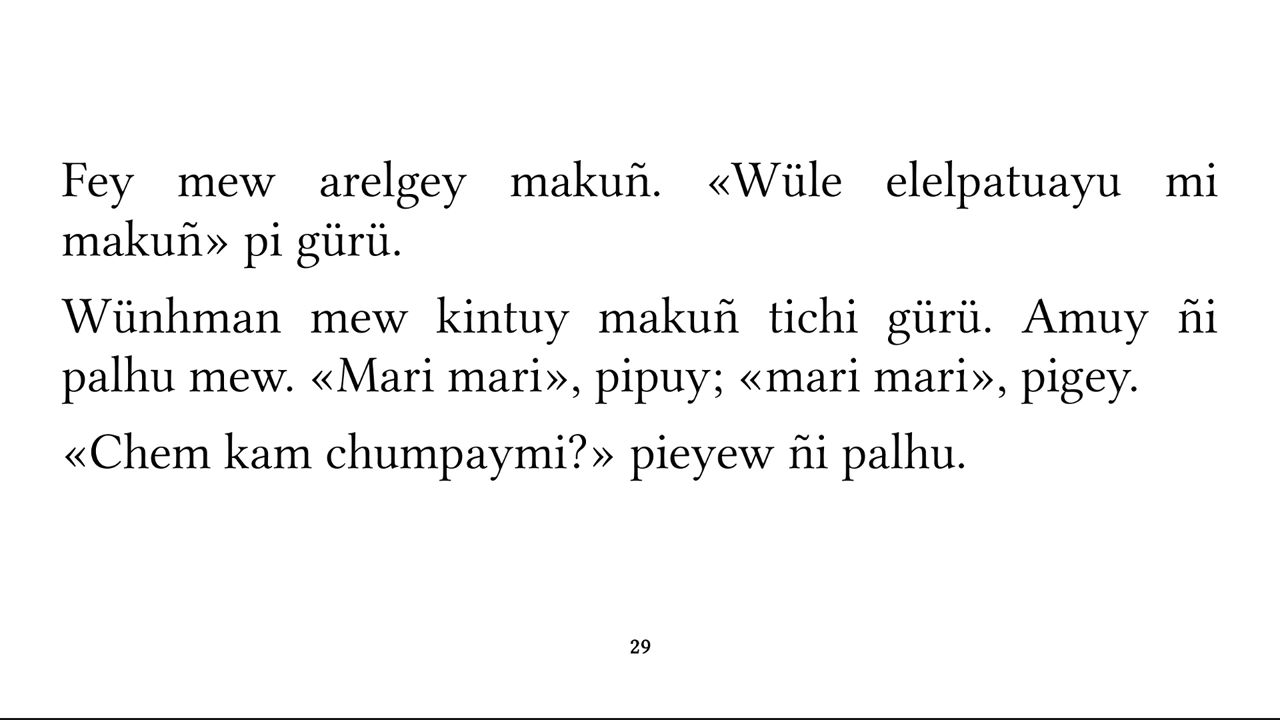 Fey mew arelgey makuñ. «Wüle elelpatuayu mi
makuñ» pi gürü.
Wünhman mew kintuy makuñ tichi gürü. Amuy ñi
palhu mew. «Mari mari», pipuy; «mari mari», pigey.
«Chem kam chumpaymi?» pieyew ñi palhu.
29